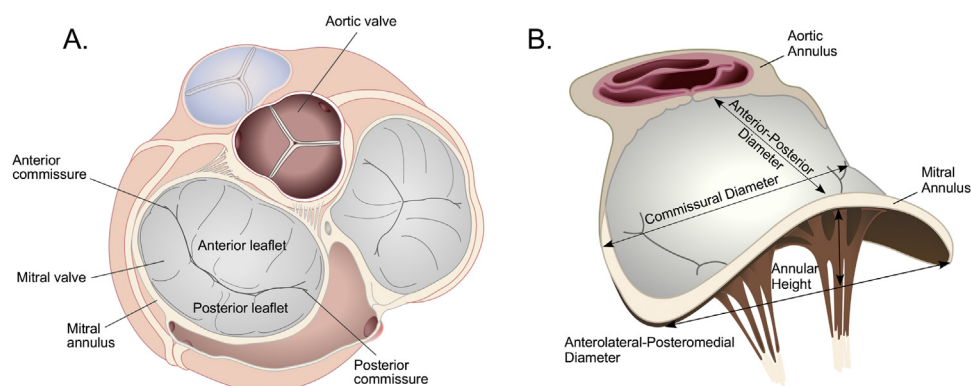 A.
Aortic valve
Anterior
commissure
Anterior leaflet
Mitral valve
Posterior leaflet
Mitral
annulus
Posterior
commissure
B.
Aortic
Annulus
Anterior-Posterior
Diameter
Commissural Diameter
Mitral
Annulus
Annular
Height
Anterolateral-Posteromedial
Diameter